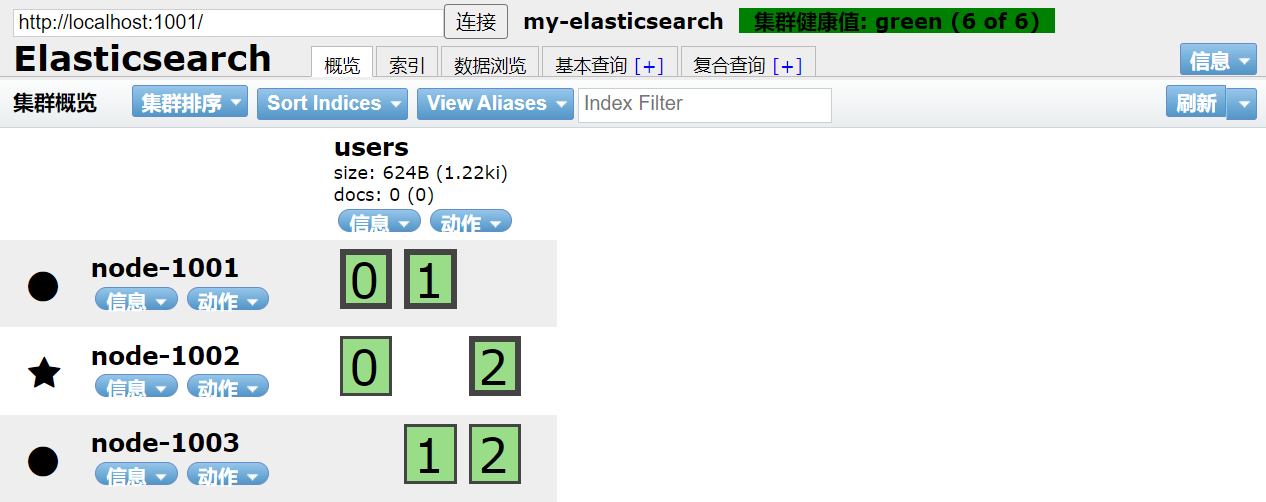 http://localhost:1001/ 连接 my-elasticsearch 集群健康值: green (6 of 6)
Elasticsearch 概览 索引 数据浏览 基本查询 [+] 复合查询 [+] 信息
集群概览 集群排序 Sort Indices View Aliases Index Filter 刷新
users
size: 624B (1.22ki)
docs: 0 (0)
信息 动作
node-1001 0 1
信息 动作
node-1002 0 2
信息 动作
node-1003 1 2
信息 动作